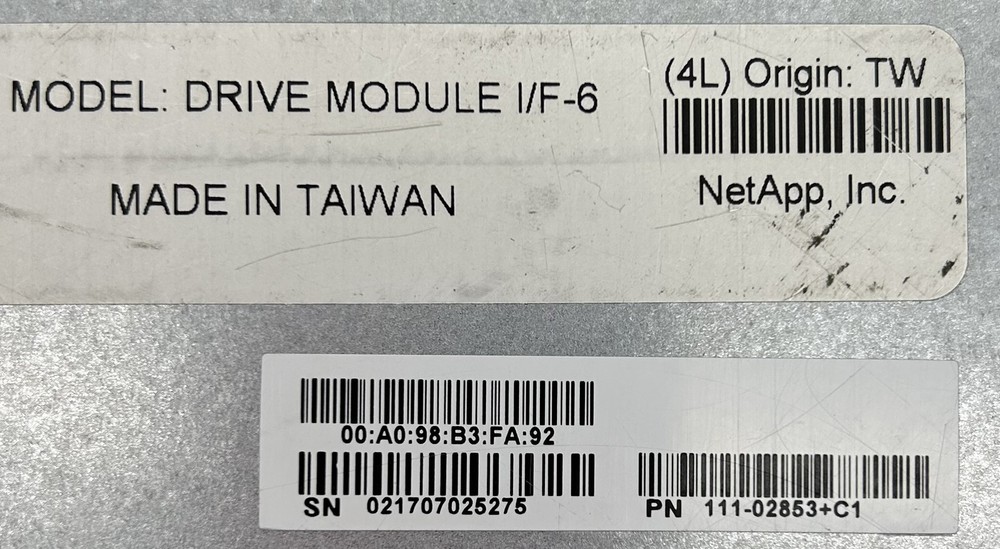 MODEL: DRIVE MODULE I/F-6
(4L) Origin: TW
MADE IN TAIWAN
NetApp, Inc.
00:A0:98:B3:FA:92
SN 021707025275
PN 111-02853+C1